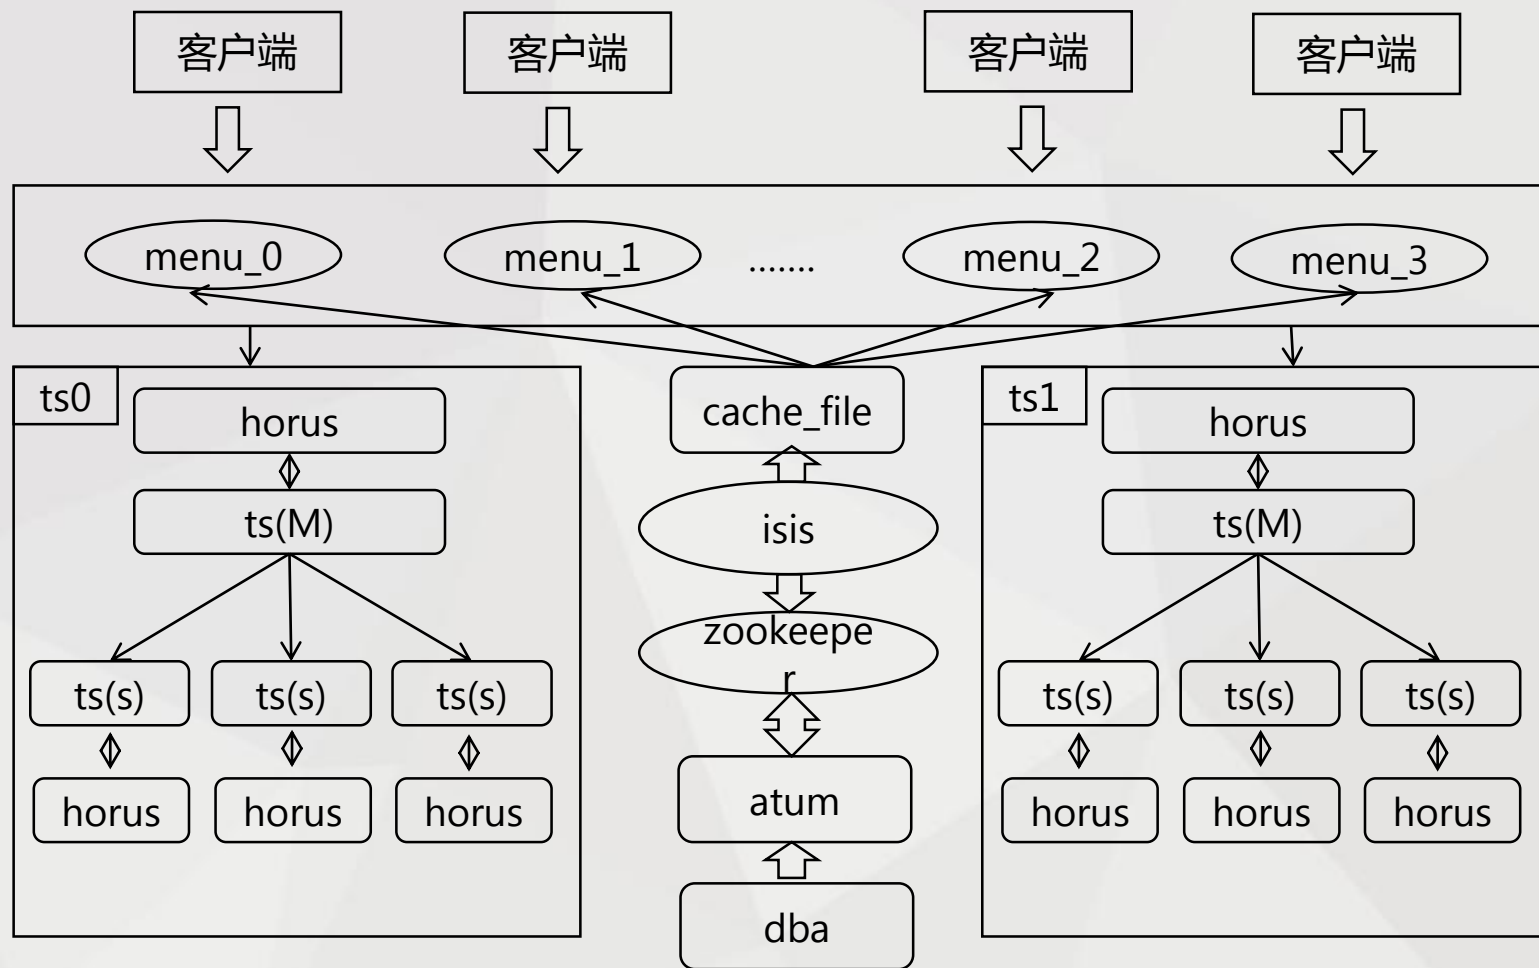 客户端
客户端
客户端
客户端
menu_0
menu_1
.......
menu_2
menu_3
ts0
horus
ts(M)
ts(s)
ts(s)
ts(s)
horus
horus
horus
cache_file
isis
zookeepe
r
atum
dba
ts1
horus
ts(M)
ts(s)
ts(s)
ts(s)
horus
horus
horus